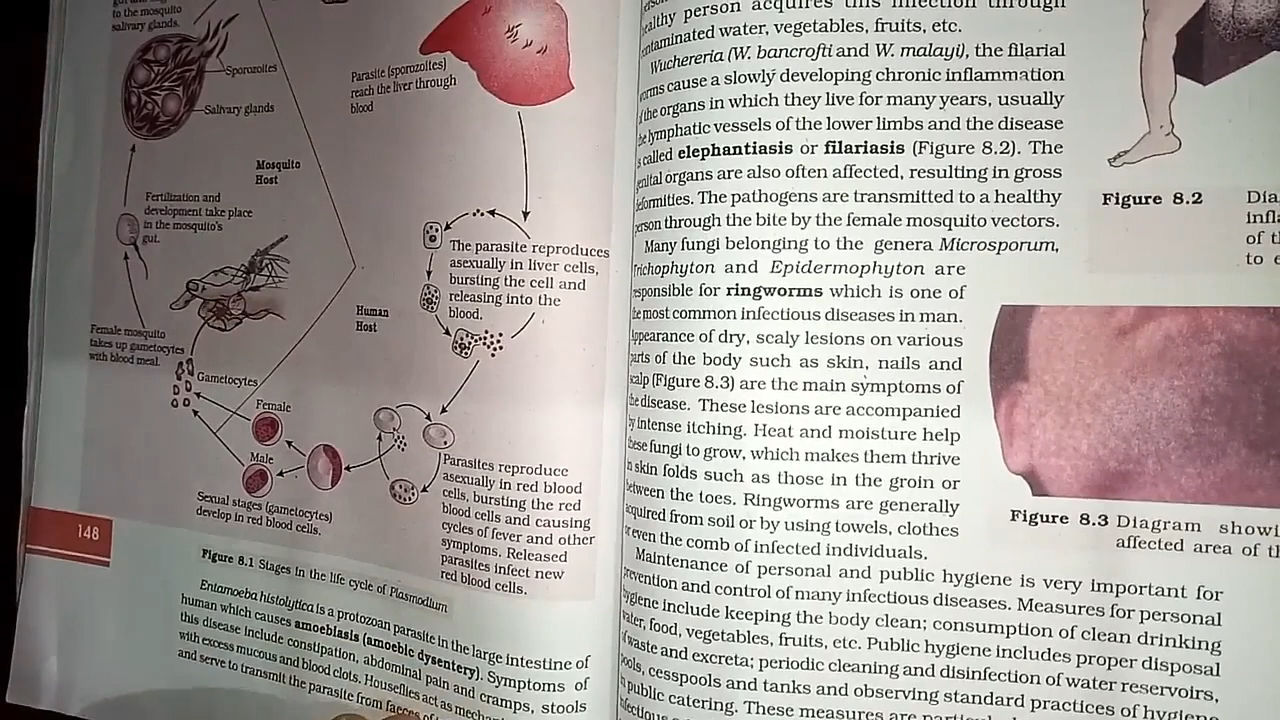 to the mosquito
salivary glands.
Sporozoites
Salivary glands
Parasite (sporozoites)
reach the liver through
blood
Mosquito
Host
Fertilization and
development take place
in the mosquito's
gut.
The parasite reproduces
asexually in liver cells,
bursting the cell and
releasing into the
blood.
Human
Host
Female mosquito
takes up gametocytes
with blood meal.
Gametocytes
Female
Male
Sexual stages (gametocytes)
develop in red blood cells.
Parasites reproduce
asexually in red blood
cells, bursting the red
blood cells and causing
cycles of fever and other
symptoms. Released
parasites infect new
red blood cells.
148
Figure 8.1 Stages in the life cycle of Plasmodium
Entamoeba histolytica is a protozoan parasite in the large intestine of
human which causes amoebiasis (amoebic dysentery). Symptoms of
this disease include constipation, abdominal pain and cramps, stools
with excess mucous and blood clots. Houseflies act as
and serve to transmit the parasite from faeces of
person acquires this infection through
water, vegetables, fruits, etc.
Wuchereria (W. bancrofti and W. malayi), the filarial
cause a slowly developing chronic inflammation
of the organs in which they live for many years, usually
lymphatic vessels of the lower limbs and the disease
called elephantiasis or filariasis (Figure 8.2). The
organs are also often affected, resulting in gross
The pathogens are transmitted to a healthy
through the bite by the female mosquito vectors.
Many fungi belonging to the genera Microsporum,
Trichophyton and Epidermophyton are
responsible for ringworms which is one of
most common infectious diseases in man.
Appearance of dry, scaly lesions on various
parts of the body such as skin, nails and
scalp (Figure 8.3) are the main symptoms of
the disease. These lesions are accompanied
by intense itching. Heat and moisture help
these fungi to grow, which makes them thrive
in skin folds such as those in the groin or
between the toes. Ringworms are generally
acquired from soil or by using towels, clothes
or even the comb of infected individuals.
Maintenance of personal and public hygiene is very important for
prevention and control of many infectious diseases. Measures for personal
hygiene include keeping the body clean; consumption of clean drinking
water, food, vegetables, fruits, etc. Public hygiene includes proper disposal
of waste and excreta; periodic cleaning and disinfection of water reservoirs,
pools, cesspools and tanks and observing standard practices of hygiene
in public catering. These measures are
Figure 8.2
of
to
Figure 8.3 Diagram
affected area of